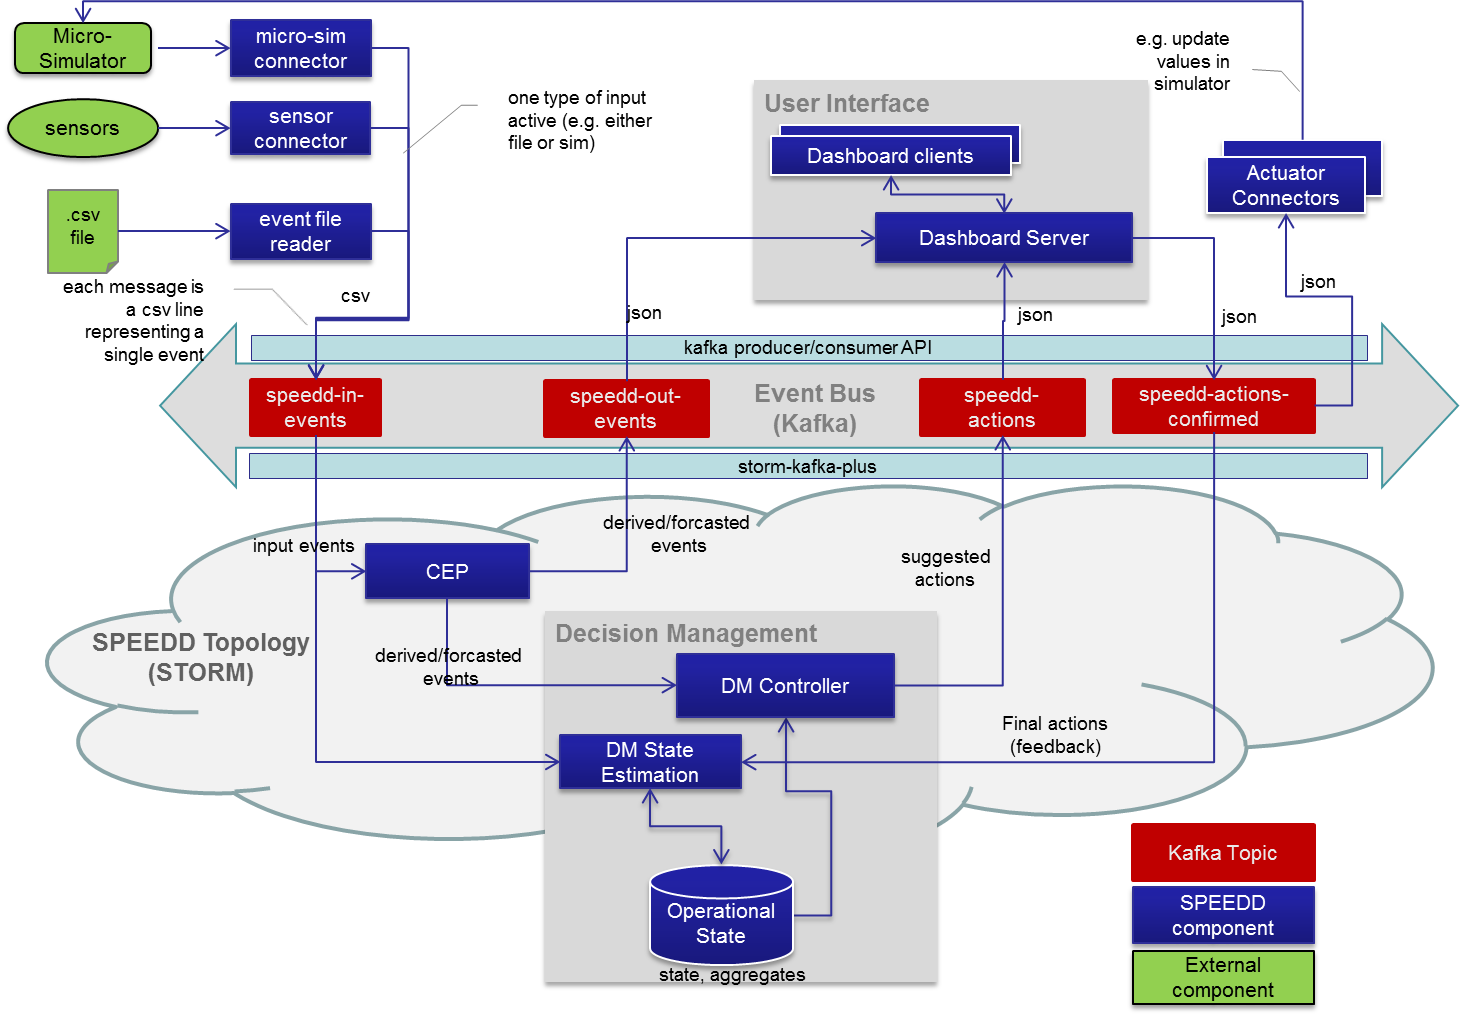 Micro-
Simulator
micro-sim
connector
sensors
sensor
connector
.csv
file
event file
reader
one type of input
active (e.g. either
file or sim)
each message is
a csv line
representing a
single event
csv
User Interface
Dashboard clients
Dashboard Server
e.g. update
values in
simulator
Actuator
Connectors
json
json
json
json
kafka producer/consumer API
speedd-in-
events
speedd-out-
events
Event Bus
(Kafka)
speedd-
actions
speedd-actions-
confirmed
storm-kafka-plus
input events
CEP
derived/forcasted
events
suggested
actions
SPEEDD Topology
(STORM)
derived/forcasted
events
Decision Management
DM Controller
DM State
Estimation
Final actions
(feedback)
Operational
State
state, aggregates
Kafka Topic
SPEEDD
component
External
component